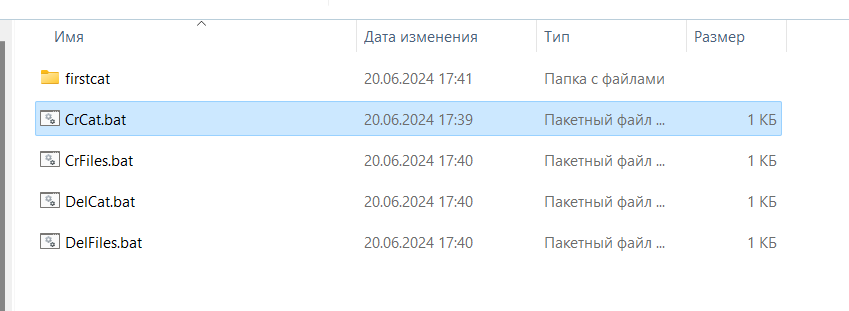 Имя Дата изменения Тип Размер
firstcat 20.06.2024 17:41 Папка с файлами
CrCat.bat 20.06.2024 17:39 Пакетный файл ... 1 КБ
CrFiles.bat 20.06.2024 17:40 Пакетный файл ... 1 КБ
DelCat.bat 20.06.2024 17:40 Пакетный файл ... 1 КБ
DelFiles.bat 20.06.2024 17:40 Пакетный файл ... 1 КБ